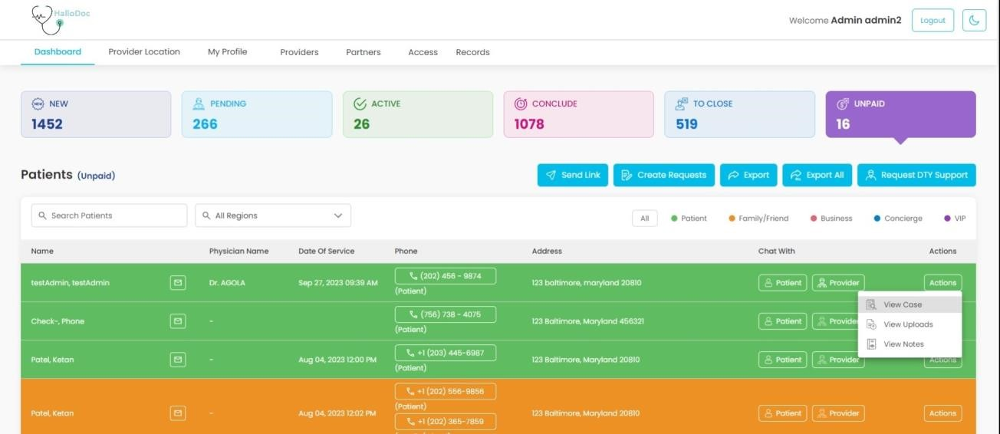 HalloDoc
Welcome Admin admin2 Logout
Dashboard Provider Location My Profile Providers Partners Access Records
NEW PENDING ACTIVE CONCLUDE TO CLOSE UNPAID
1452 266 26 1078 519 16
Patients (Unpaid) Send Link Create Requests Export Export All Request DTY Support
Search Patients All Regions All Patient Family/Friend Business Concierge VIP
Name Physician Name Date Of Service Phone Address Chat With Actions
testAdmin, testAdmin Dr. AGOLA Sep 27, 2023 09:39 AM (202) 456 - 9874 123 baltimore, maryland 20810 Patient Provider Actions
(Patient)
View Case
Check-, Phone - (756) 738 - 4075 123 Baltimore, Maryland 456321 Patient
(Patient)
View Uploads
View Notes
Patel, Ketan - Aug 04, 2023 12:00 PM +1 (203) 445-6987 123 Baltimore, Maryland 20810 Patient Provider Actions
(Patient)
+1 (202) 556-9856
(Patient)
Patel, Ketan - Aug 04, 2023 12:02 PM 123 Baltimore, Maryland 20810 Patient Provider Actions
+1 (202) 365-7859